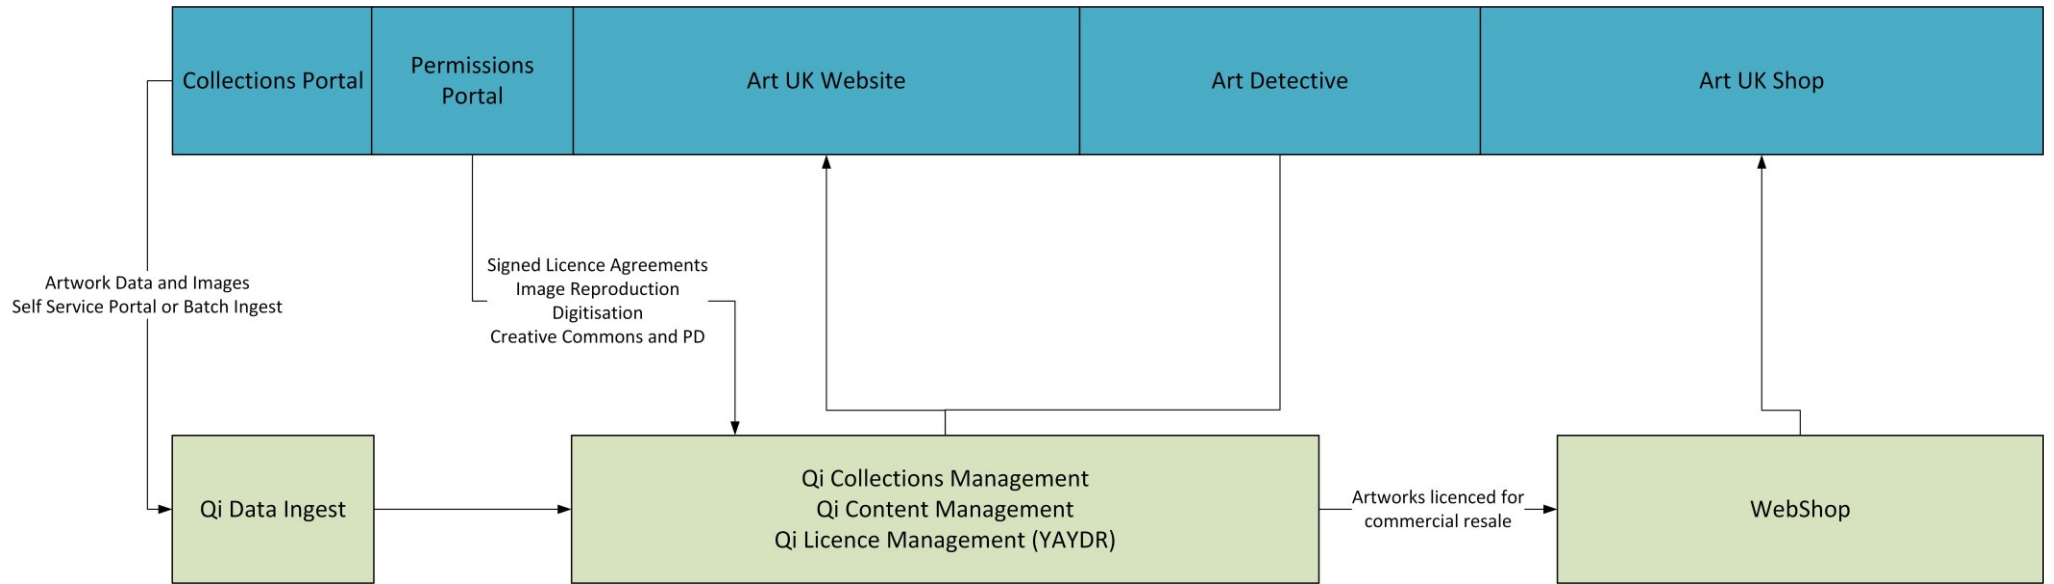 Collections Portal
Permissions
Portal
Art UK Website
Art Detective
Art UK Shop
Artwork Data and Images
Self Service Portal or Batch Ingest
Signed Licence Agreements
Image Reproduction
Digitisation
Creative Commons and PD
Qi Data Ingest
Qi Collections Management
Qi Content Management
Qi Licence Management (YAYDR)
Artworks licenced for
commercial resale
WebShop